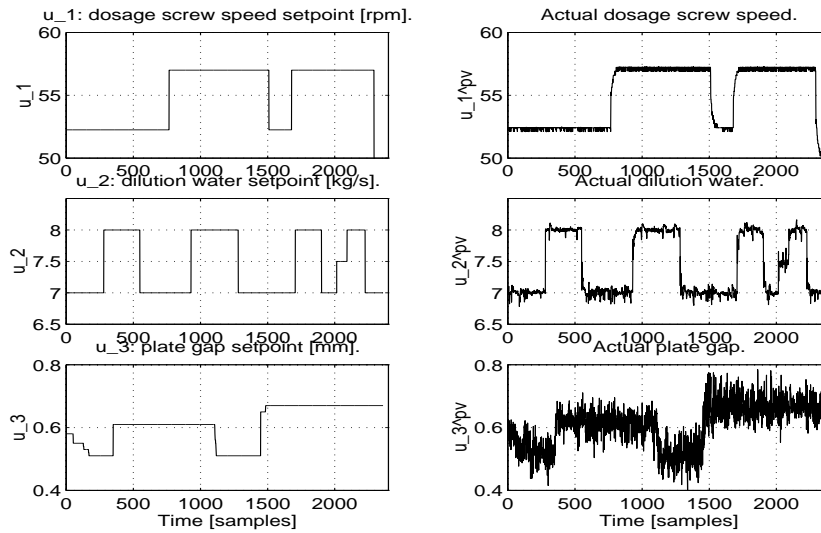 u_1: dosage screw speed setpoint [rpm].
Actual dosage screw speed.
60
55
50
u_1
0 500 1000 1500 2000
60
55
50
u_1^pv
0 500 1000 1500 2000
u_2: dilution water setpoint [kg/s].
Actual dilution water.
8
7.5
7
6.5
u_2
0 500 1000 1500 2000
8
7.5
7
6.5
u_2^pv
0 500 1000 1500 2000
u_3: plate gap setpoint [mm].
Actual plate gap.
0.8
0.6
0.4
u_3
0 500 1000 1500 2000
Time [samples]
0.8
0.6
0.4
u_3^pv
0 500 1000 1500 2000
Time [samples]